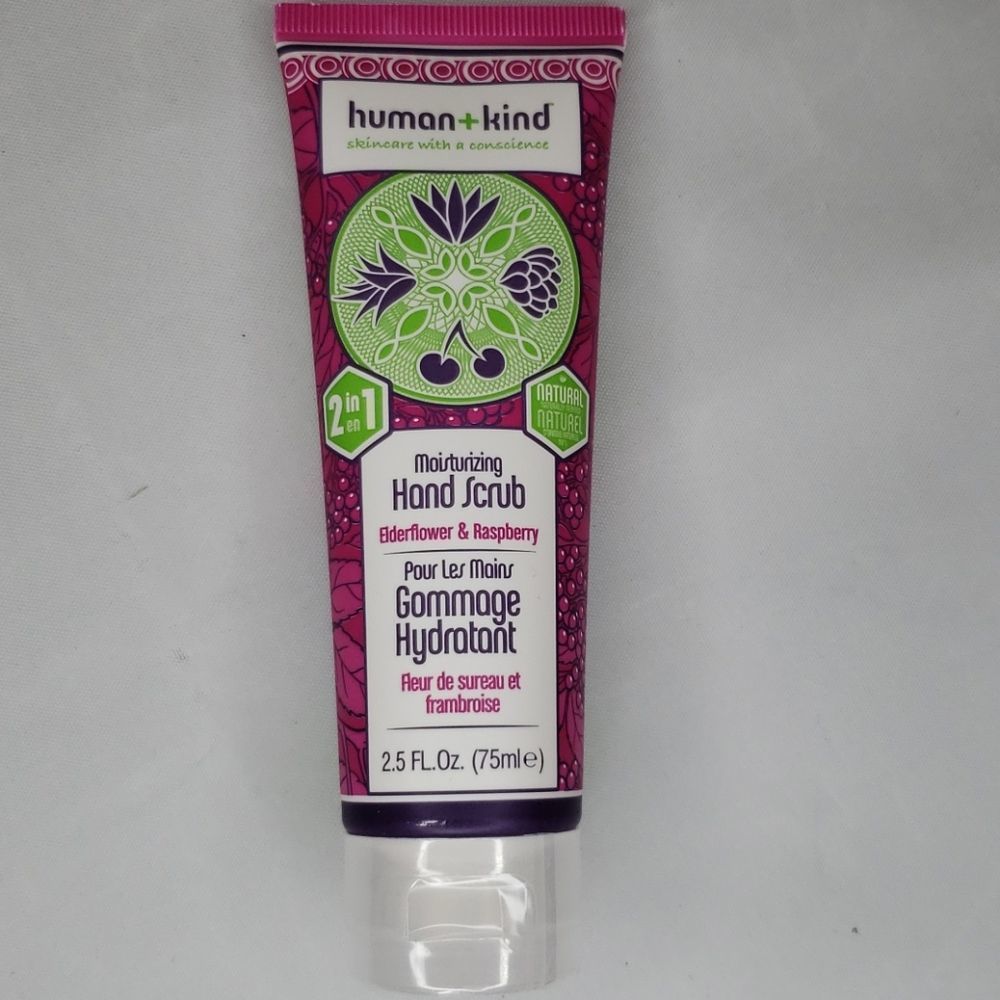 human+kind™
skincare with a conscience
2 in 1
en
NATURAL
NATUREL
Moisturizing
Hand Scrub
Elderflower & Raspberry
Pour Les Mains
Gommage
Hydratant
Fleur de sureau et
framboise
2.5 FL.Oz. (75ml℮)